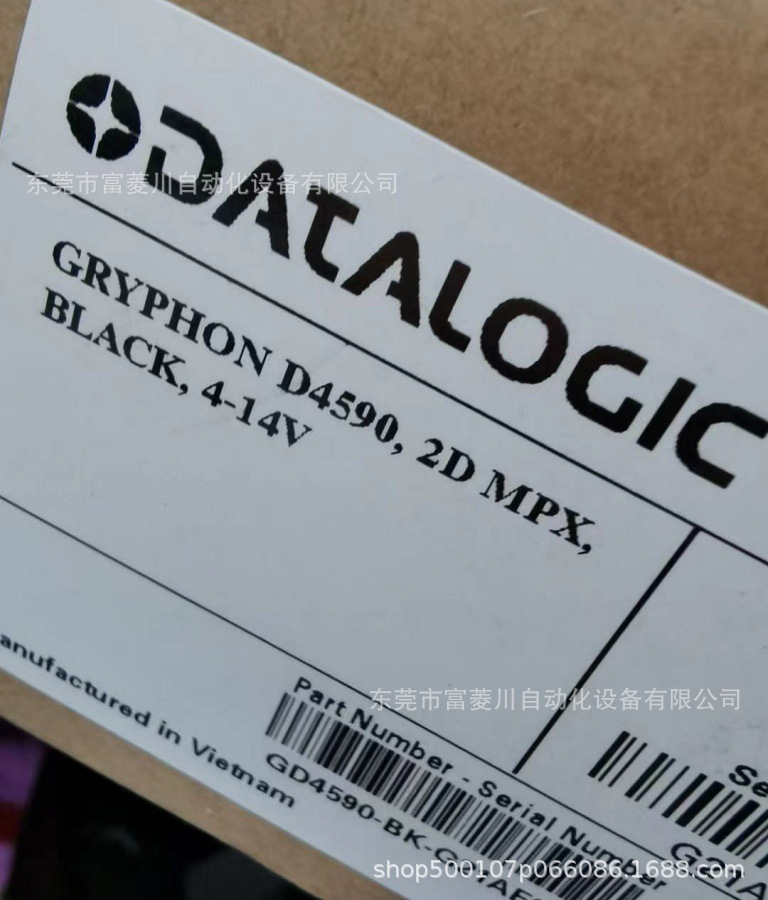 DATALOGIC
东莞市富菱川自动化设备有限公司
GRYPHON D4590, 2D MPX,
BLACK, 4-14V
东莞市富菱川自动化设备有限公司
anufactured in Vietnam
Part Number - Serial Number
GD4590-BK-
shop500107p066086.1688.com